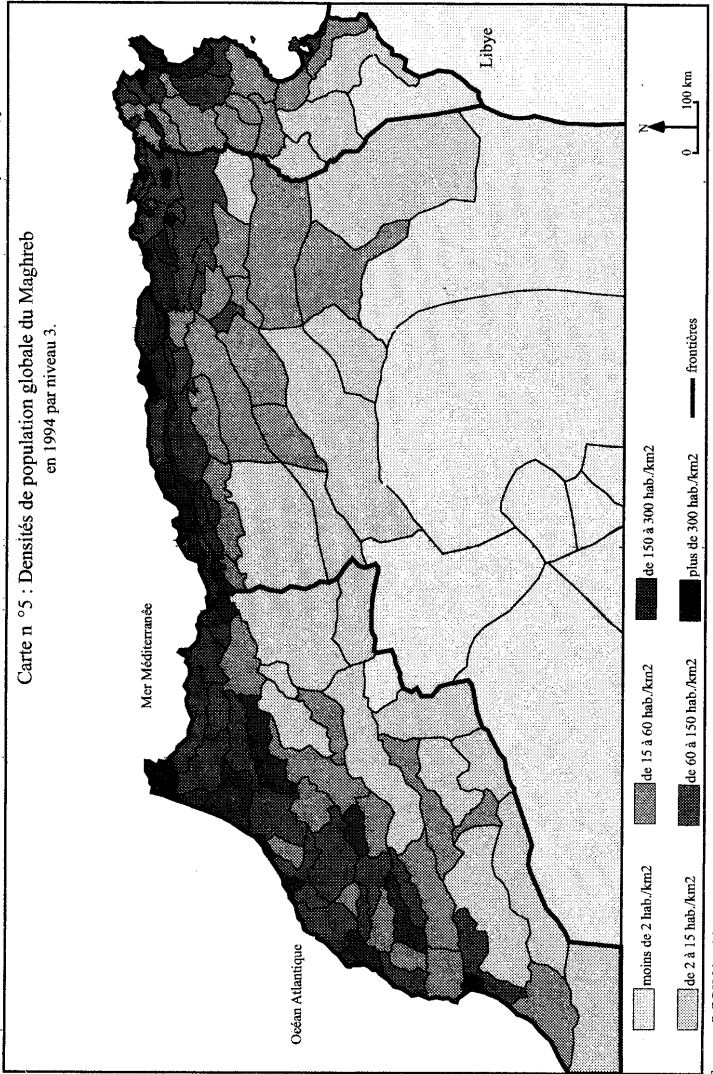 Carte n °5 : Densités de population globale du Maghreb
en 1994 par niveau 3.
Mer Méditerranée
Océan Atlantique
Libye
N
0 100 km
moins de 2 hab./km2
de 2 à 15 hab./km2
de 15 à 60 hab./km2
de 60 à 150 hab./km2
de 150 à 300 hab./km2
plus de 300 hab./km2
frontières